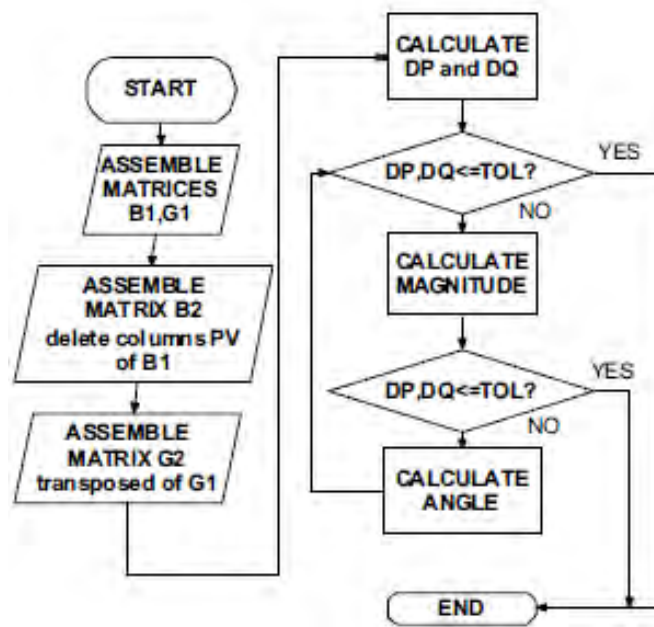 START
ASSEMBLE
MATRICES
B1,G1
ASSEMBLE
MATRIX B2
delete columns PV
of B1
ASSEMBLE
MATRIX G2
transposed of G1
CALCULATE
DP and DQ
DP,DQ<=TOL?
YES
NO
CALCULATE
MAGNITUDE
DP,DQ<=TOL?
YES
NO
CALCULATE
ANGLE
END